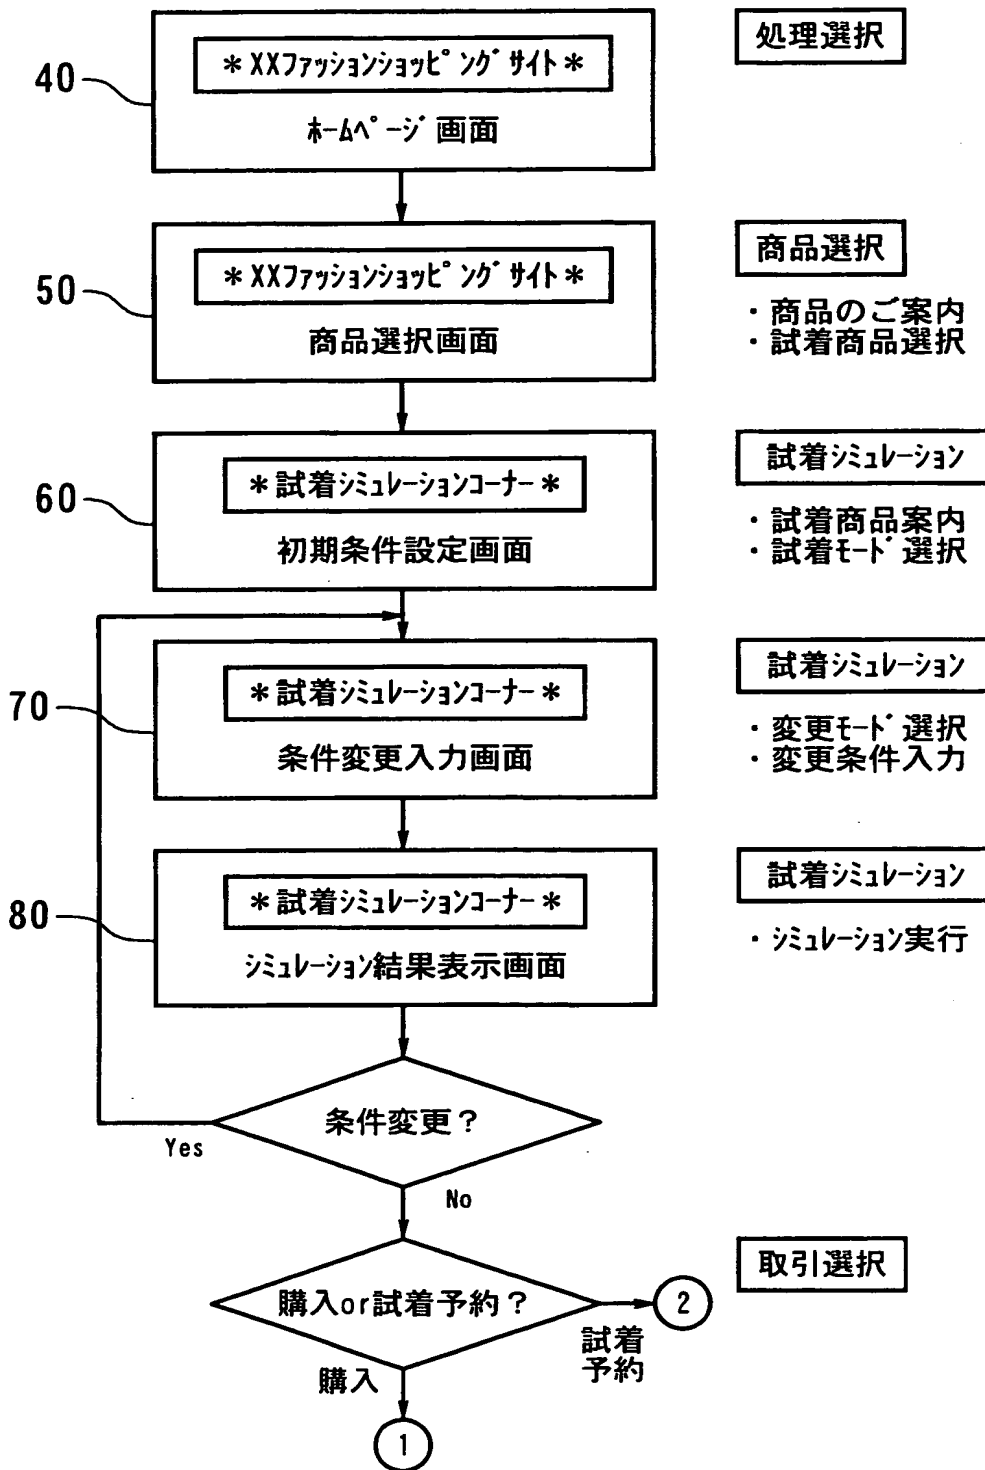 処理選択
40
*XXファッションショッピングサイト*
ホームページ画面
商品選択
50
*XXファッションショッピングサイト*
商品選択画面
・商品のご案内
・試着商品選択
試着シミュレーション
60
*試着シミュレーションコーナー*
初期条件設定画面
・試着商品案内
・試着モード選択
試着シミュレーション
70
*試着シミュレーションコーナー*
条件変更入力画面
・変更モード選択
・変更条件入力
試着シミュレーション
80
*試着シミュレーションコーナー*
シミュレーション結果表示画面
・シミュレーション実行
条件変更?
Yes
No
取引選択
購入or試着予約?
2
試着
予約
購入
1